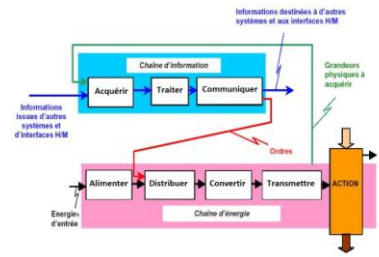 Informations destinées à d'autres
systèmes et aux interfaces H/M
Chaîne d'information
Grandeurs
physiques à
acquérir
Acquérir
Traiter
Communiquer
Informations
issues d'autres
systèmes et
d'interfaces H/M
Ordres
Alimenter
Distribuer
Convertir
Transmettre
ACTION
Energie
d'entrée
Chaîne d'énergie